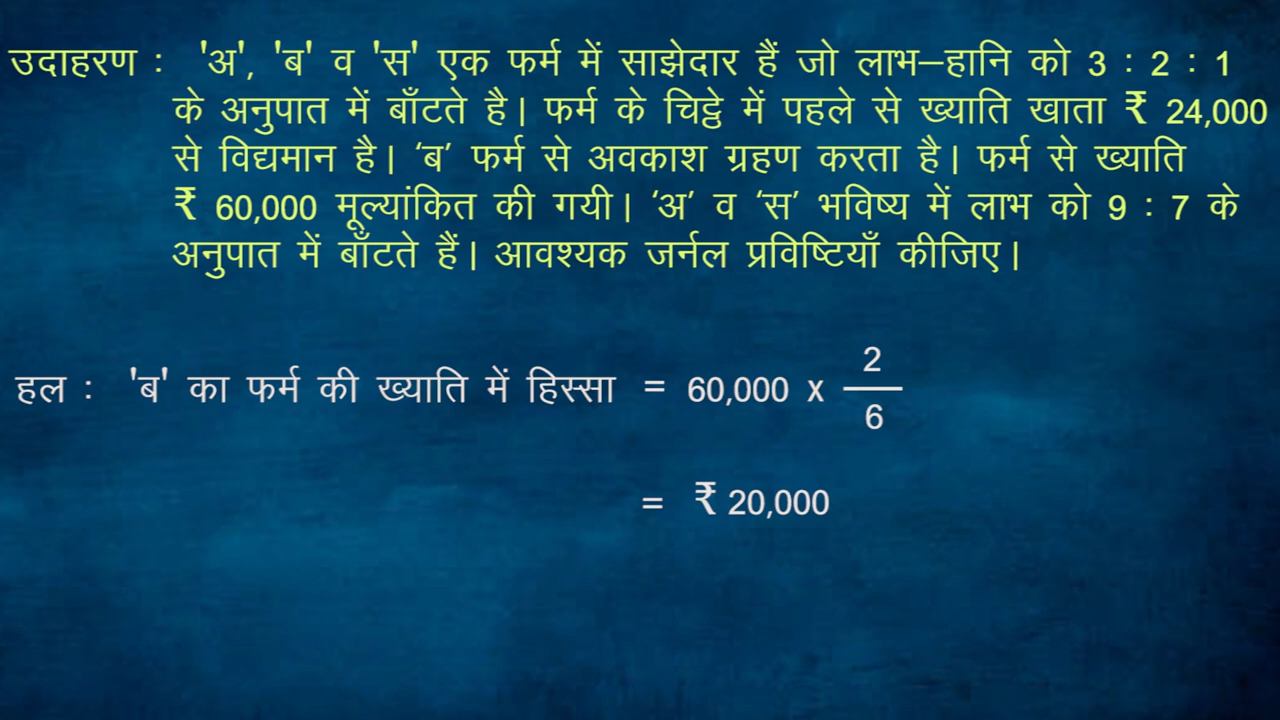 उदाहरण : 'अ', 'ब' व 'स' एक फर्म में साझेदार हैं जो लाभ–हानि को 3 : 2 : 1
के अनुपात में बाँटते है। फर्म के चिट्ठे में पहले से ख्याति खाता ₹ 24,000
से विद्यमान है। ‘ब’ फर्म से अवकाश ग्रहण करता है। फर्म से ख्याति
₹ 60,000 मूल्यांकित की गयी। ‘अ’ व ‘स’ भविष्य में लाभ को 9 : 7 के
अनुपात में बाँटते हैं। आवश्यक जर्नल प्रविष्टियाँ कीजिए।
हल : 'ब' का फर्म की ख्याति में हिस्सा = 60,000 x 2/6
= ₹ 20,000